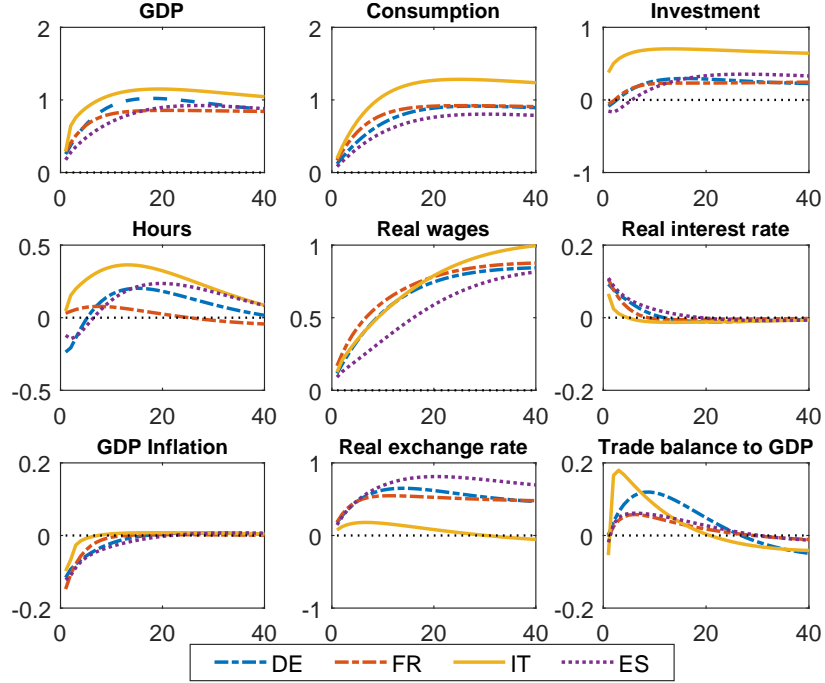 GDP Consumption Investment
2 2 1
1 1 0
0 0 -1
0 20 40 0 20 40 0 20 40
Hours Real wages Real interest rate
0.5 1 0.2
0 0.5 0
-0.5 0 -0.2
0 20 40 0 20 40 0 20 40
GDP Inflation Real exchange rate Trade balance to GDP
0.2 1 0.2
0 0 0
-0.2 -1 -0.2
0 20 40 0 20 40 0 20 40
DE FR IT ES